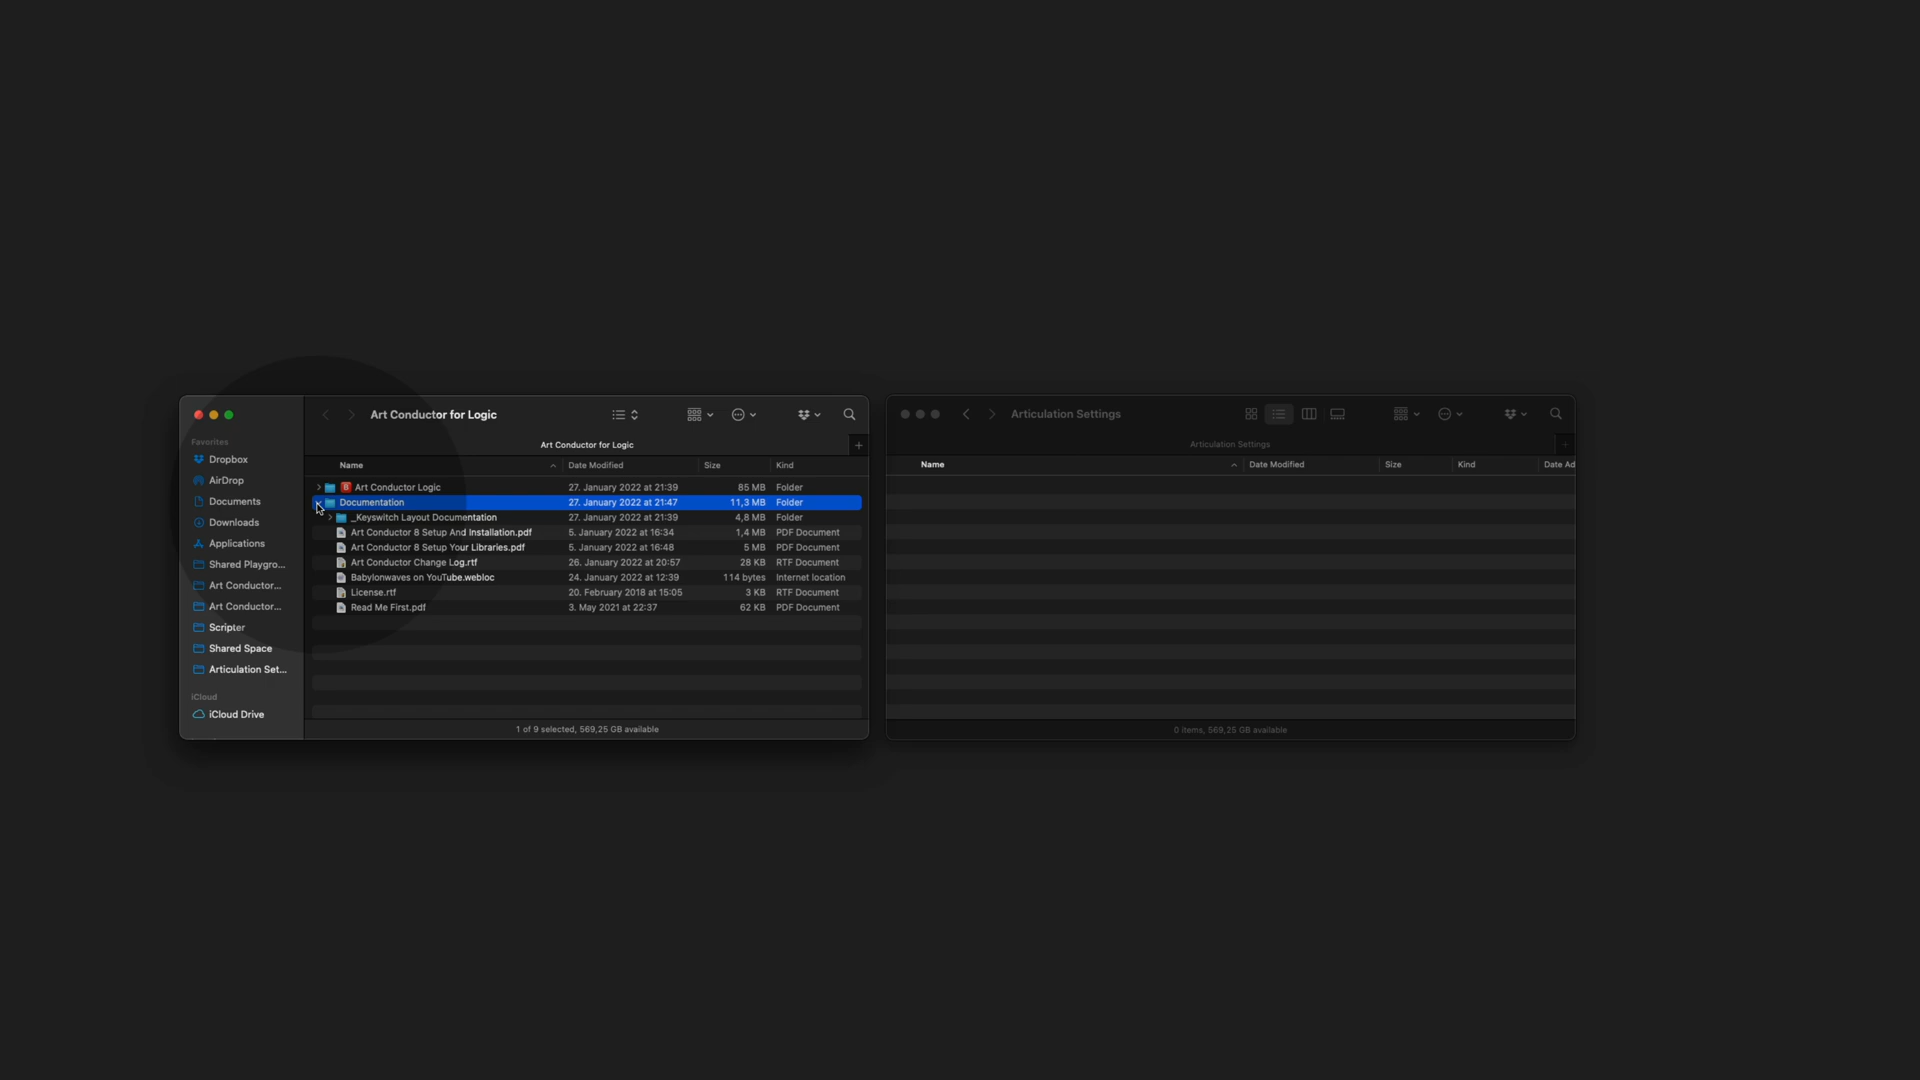 Art Conductor for Logic
Art Conductor for Logic
Favorites
Dropbox
AirDrop
Documents
Downloads
Applications
Shared Playgro...
Art Conductor...
Art Conductor...
Scripter
Shared Space
Articulation Set...
iCloud
iCloud Drive
Name Date Modified Size Kind
B Art Conductor Logic 27. January 2022 at 21:39 85 MB Folder
Documentation 27. January 2022 at 21:47 11,3 MB Folder
_Keyswitch Layout Documentation 27. January 2022 at 21:39 4,8 MB Folder
Art Conductor 8 Setup And Installation.pdf 5. January 2022 at 16:34 1,4 MB PDF Document
Art Conductor 8 Setup Your Libraries.pdf 5. January 2022 at 16:48 5 MB PDF Document
Art Conductor Change Log.rtf 26. January 2022 at 20:57 28 KB RTF Document
Babylonwaves on YouTube.webloc 24. January 2022 at 12:39 114 bytes Internet location
License.rtf 20. February 2018 at 15:05 3 KB RTF Document
Read Me First.pdf 3. May 2021 at 22:37 62 KB PDF Document
1 of 9 selected, 569,25 GB available
Articulation Settings
Articulation Settings
Name Date Modified Size Kind Date Ad
0 items, 569,25 GB available